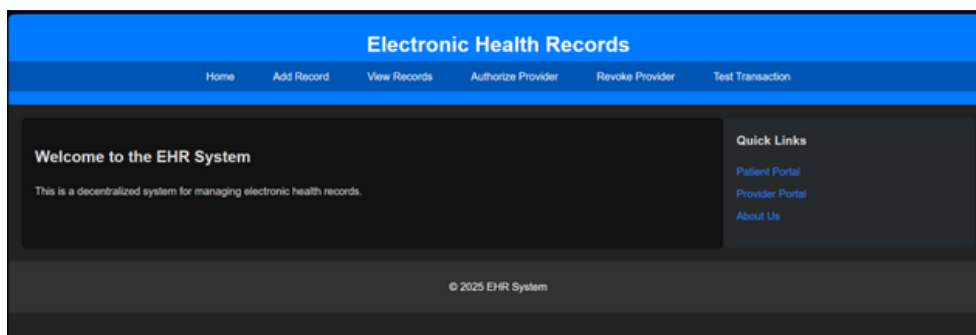 Electronic Health Records
Home Add Record View Records Authorize Provider Revoke Provider Test Transaction
Welcome to the EHR System
This is a decentralized system for managing electronic health records.
Quick Links
Patient Portal
Provider Portal
About Us
© 2025 EHR System